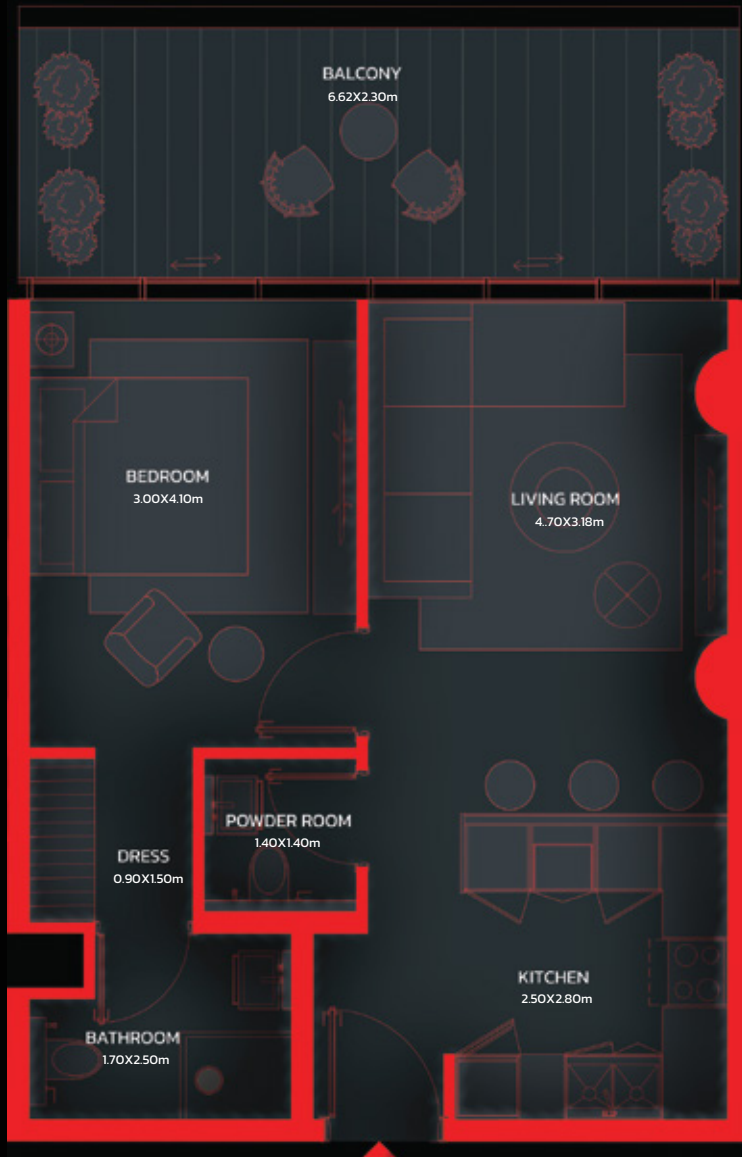 BALCONY
6.62X2.30m
BEDROOM
3.00X4.10m
LIVING ROOM
4.70X3.18m
POWDER ROOM
1.40X1.40m
DRESS
0.90X1.50m
KITCHEN
2.50X2.80m
BATHROOM
1.70X2.50m